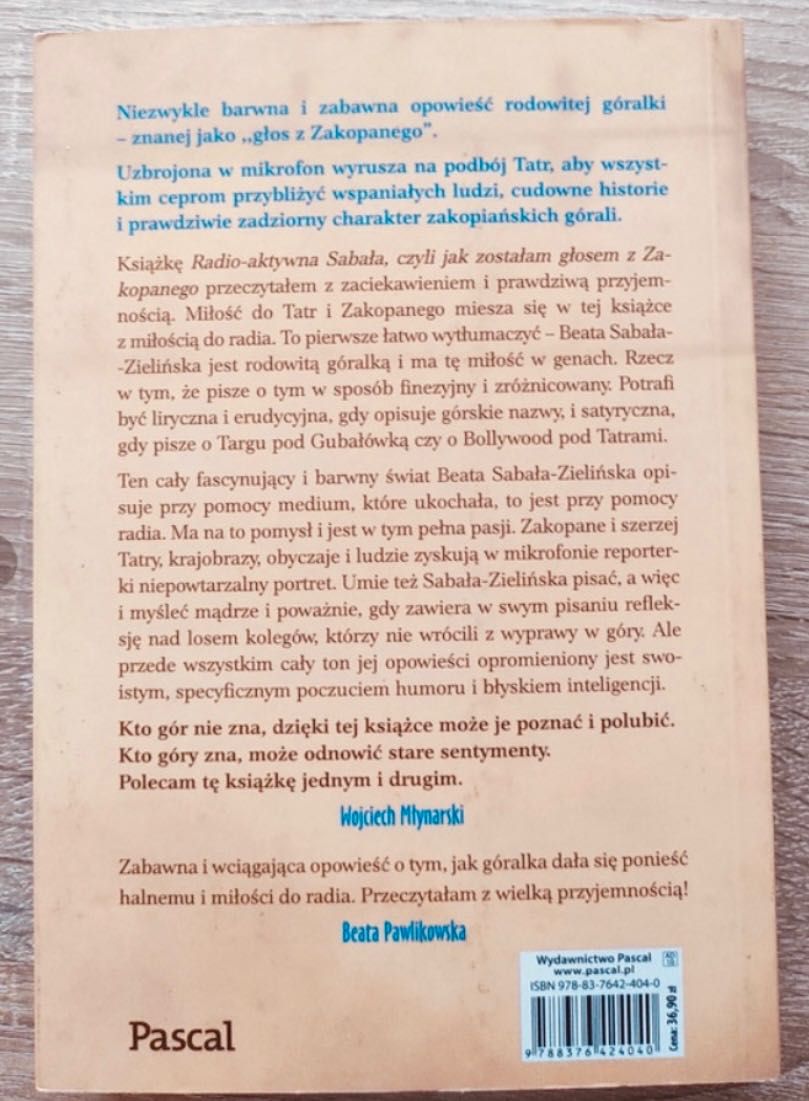 Niezwykle barwna i zabawna opowieść rodowitej góralki
– znanej jako „głos z Zakopanego”.
Uzbrojona w mikrofon wyrusza na podbój Tatr, aby wszyst-
kim ceprom przybliżyć wspaniałych ludzi, cudowne historie
i prawdziwie zadziorny charakter zakopiańskich górali.
Książkę Radio-aktywna Sabała, czyli jak zostałam głosem z Za-
kopanego przeczytałem z zaciekawieniem i prawdziwą przyjem-
nością. Miłość do Tatr i Zakopanego miesza się w tej książce
z miłością do radia. To pierwsze łatwo wytłumaczyć – Beata Sabała-
-Zielińska jest rodowitą góralką i ma tę miłość w genach. Rzecz
w tym, że pisze o tym w sposób finezyjny i zróżnicowany. Potrafi
być liryczna i erudycyjna, gdy opisuje górskie nazwy, i satyryczna,
gdy pisze o Targu pod Gubałówką czy o Bollywood pod Tatrami.
Ten cały fascynujący i barwny świat Beata Sabała-Zielińska opi-
suje przy pomocy medium, które ukochała, to jest przy pomocy
radia. Ma na to pomysł i jest w tym pełna pasji. Zakopane i szerzej
Tatry, krajobrazy, obyczaje i ludzie zyskują w mikrofonie reporter-
ki niepowtarzalny portret. Umie też Sabała-Zielińska pisać, a więc
i myśleć mądrze i poważnie, gdy zawiera w swym pisaniu reflek-
sję nad losem kolegów, którzy nie wrócili z wyprawy w góry. Ale
przede wszystkim cały ton jej opowieści opromieniony jest swo-
istym, specyficznym poczuciem humoru i błyskiem inteligencji.
Kto gór nie zna, dzięki tej książce może je poznać i polubić.
Kto góry zna, może odnowić stare sentymenty.
Polecam tę książkę jednym i drugim.
Wojciech Młynarski
Zabawna i wciągająca opowieść o tym, jak góralka dała się ponieść
halnemu i miłości do radia. Przeczytałam z wielką przyjemnością!
Beata Pawlikowska
Wydawnictwo Pascal
www.pascal.pl
AD
10
ISBN 978-83-7642-404-0
9 788376 424040
Cena: 36,90 zł
Pascal